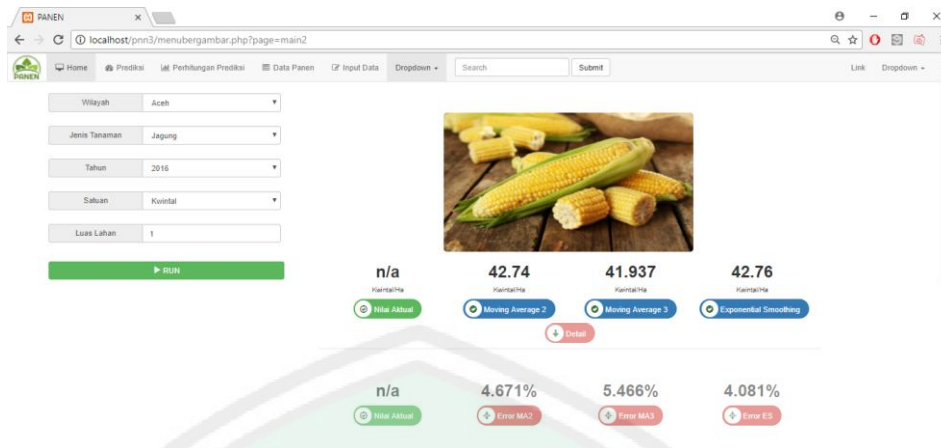 PANEN
localhost/pnn3/menubergambar.php?page=main2
PANEN Home Prediksi Perhitungan Prediksi Data Panen Input Data Dropdown Search Submit Link Dropdown
Wilayah Aceh
Jenis Tanaman Jagung
Tahun 2016
Satuan Kwintal
Luas Lahan 1
RUN
n/a 42.74 41.937 42.76
Kwintal/Ha Kwintal/Ha Kwintal/Ha Kwintal/Ha
Nilai Aktual Moving Average 2 Moving Average 3 Exponential Smoothing
Detail
n/a 4.671% 5.466% 4.081%
Nilai Aktual Error MA2 Error MA3 Error ES